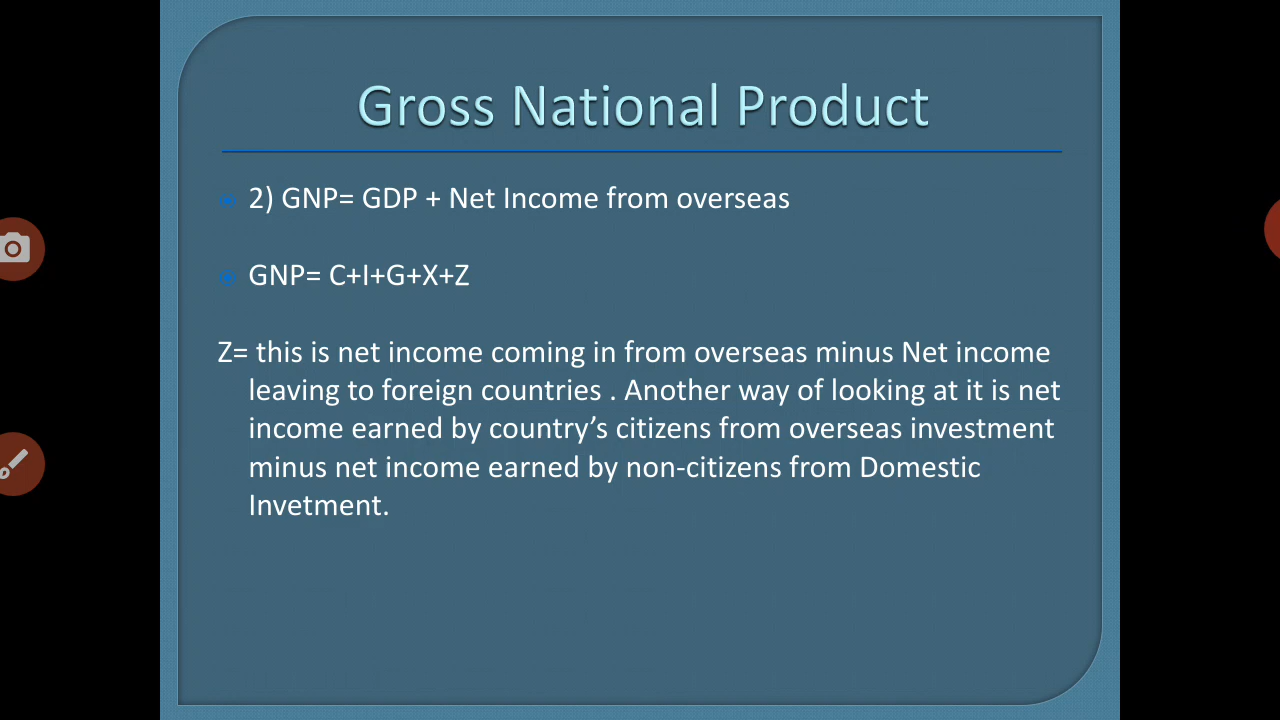 Gross National Product
2) GNP= GDP + Net Income from overseas
GNP= C+I+G+X+Z
Z= this is net income coming in from overseas minus Net income
leaving to foreign countries . Another way of looking at it is net
income earned by country’s citizens from overseas investment
minus net income earned by non-citizens from Domestic
Invetment.